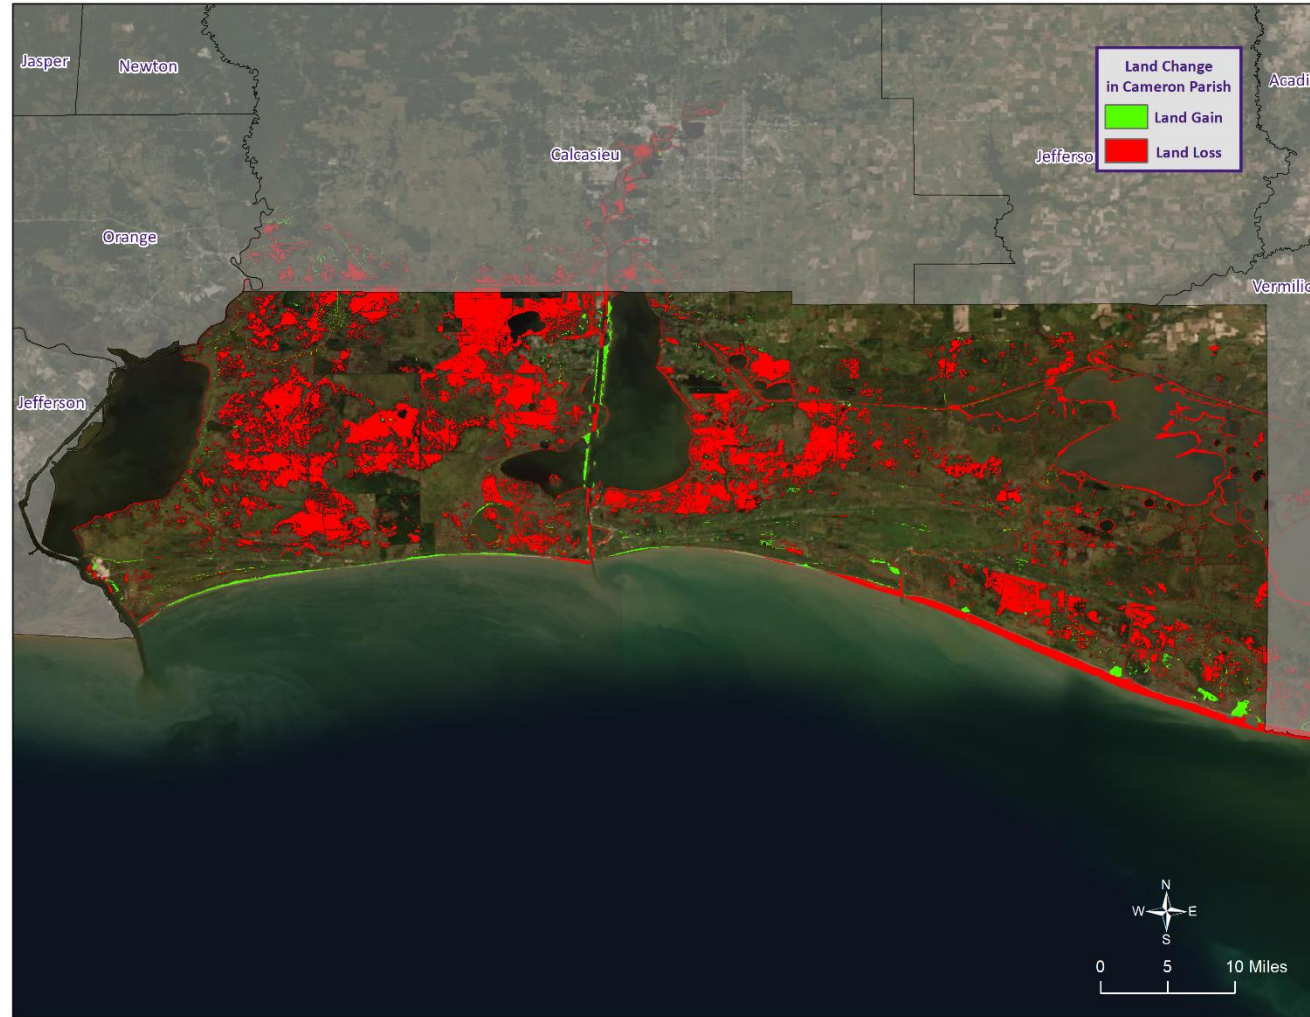 Jasper
Newton
Land Change
in Cameron Parish
Land Gain
Land Loss
Acadi
Calcasieu
Jefferso
Orange
Vermilio
Jefferson
N
W
E
S
0 5 10 Miles